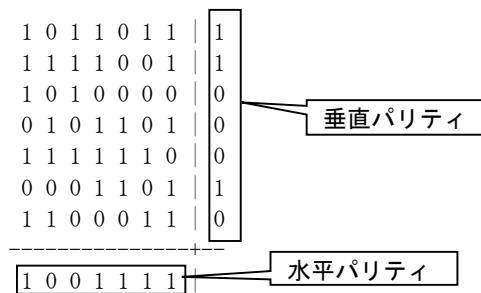 1 0 1 1 0 1 1 | 1
1 1 1 1 0 0 1 | 1
1 0 1 0 0 0 0 | 0
0 1 0 1 1 0 1 | 0
垂直パリティ
1 1 1 1 1 1 0 | 0
0 0 0 1 1 0 1 | 1
1 1 0 0 0 1 1 | 0
---------------+--
水平パリティ
1 0 0 1 1 1 1 |